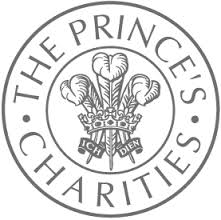 THE PRINCE'S
CHARITIES
ICH DIEN